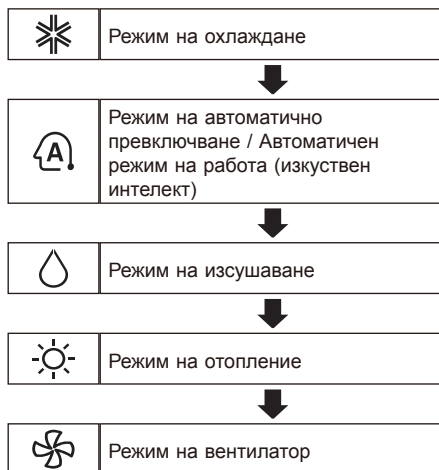 Режим на охлаждане
A
Режим на автоматично
превключване / Автоматичен
режим на работа (изкуствен
интелект)
Режим на изсушаване
Режим на отопление
Режим на вентилатор